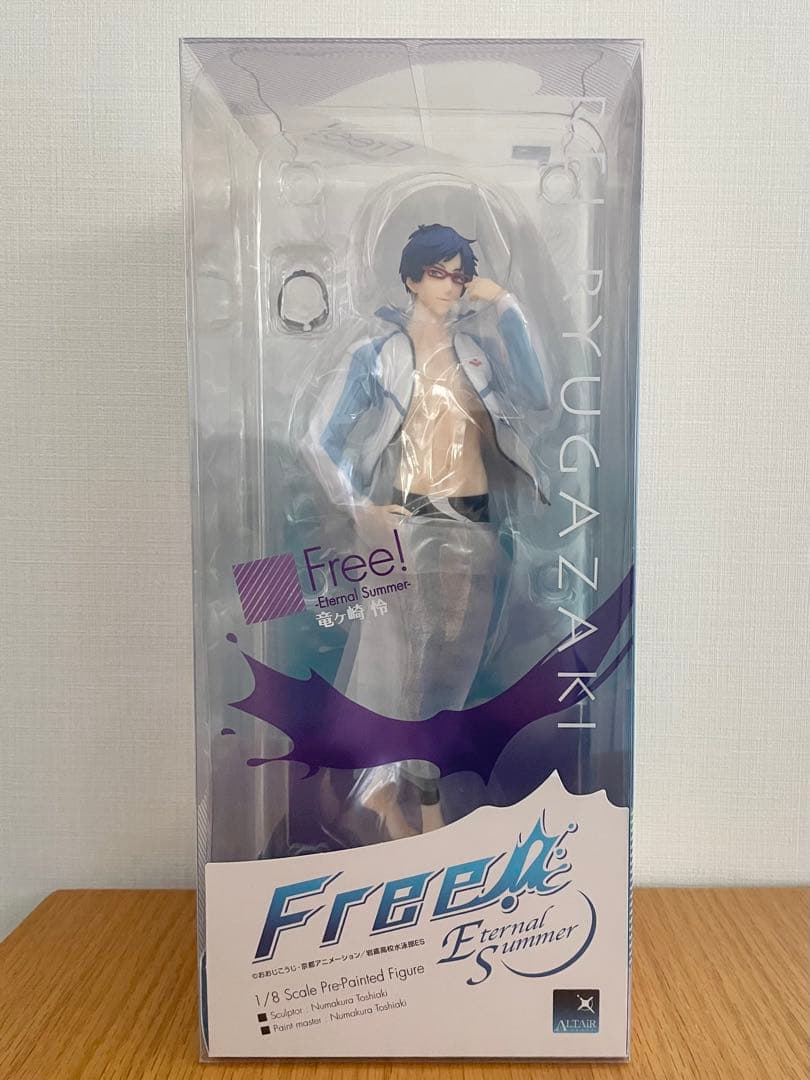 REI RYUGAZAKI
Free!
-Eternal Summer-
竜ヶ崎 怜
Free!
Eternal
Summer
©おおじこうじ・京都アニメーション/岩鳶高校水泳部ES
1/8 Scale Pre-Painted Figure
■ Sculptor : Numakura Toshiaki
■ Paint master : Numakura Toshiaki
ALTAiR